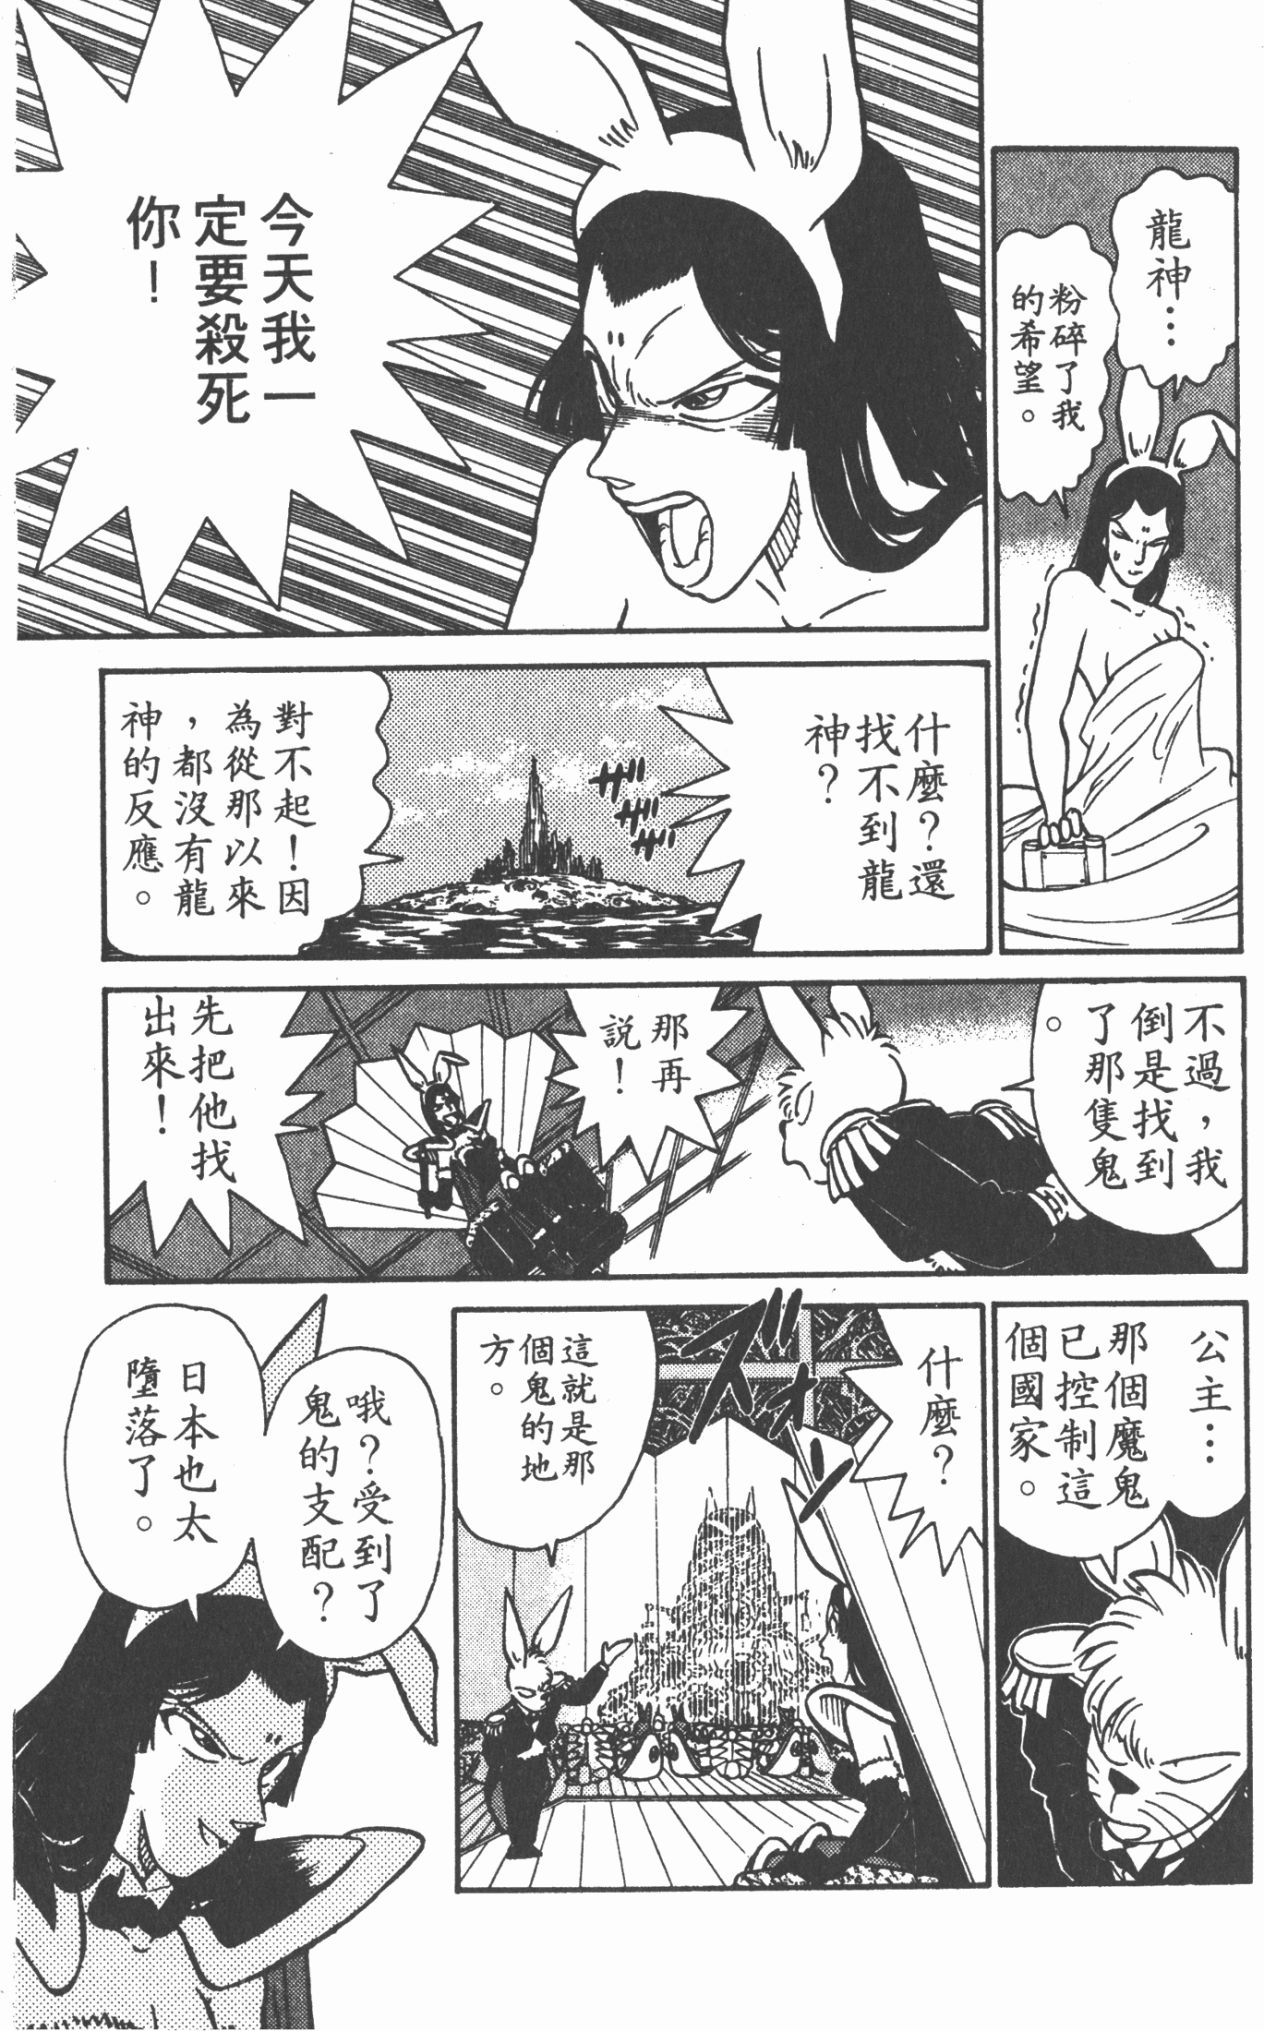 龍神⋯
粉碎了我
的希望。
今天我一
定要殺死
你！
什麼？還
找不到龍
神？
對不起！因
為從那以來
，都沒有龍
神的反應。
不過，我
倒是找到
了那隻鬼
。
那再
説！
先把他找
出來！
公主⋯
那個魔鬼
已控制這
個國家。
什麼？
這就是那
個鬼的地
方。
哦？受到了
鬼的支配？
日本也太
墮落了。